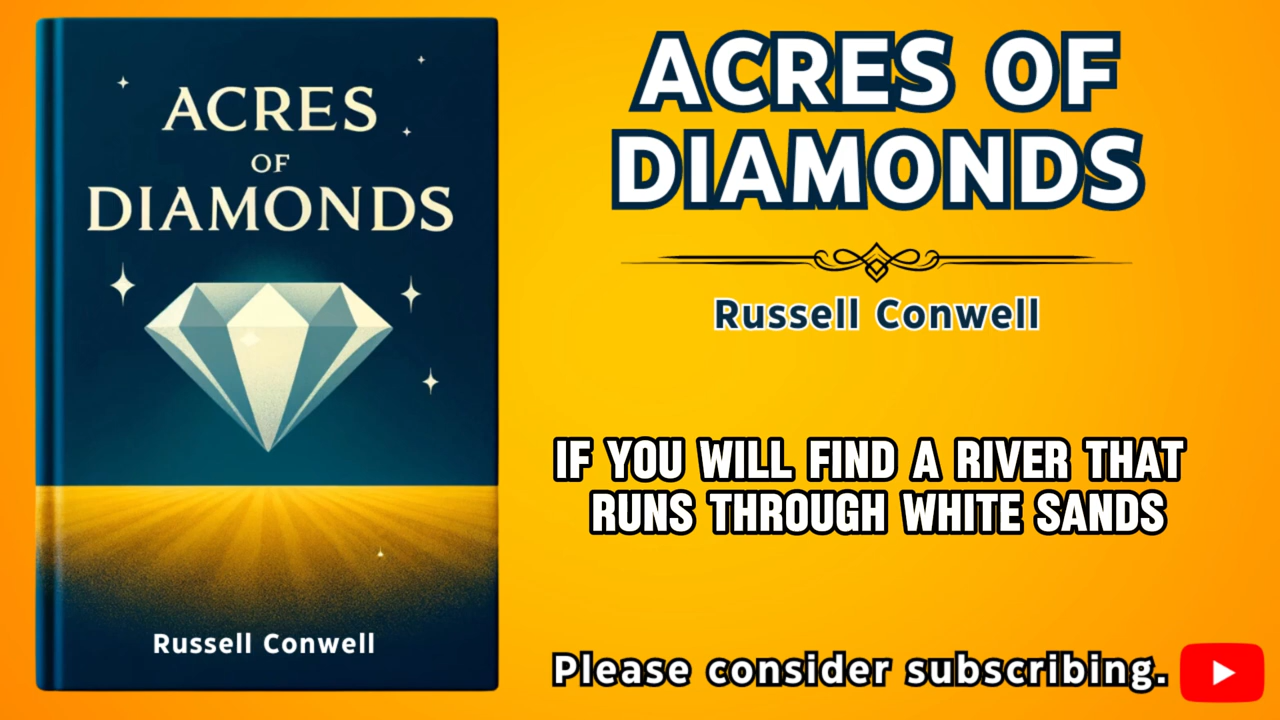 ACRES
OF
DIAMONDS
Russell Conwell
ACRES OF
DIAMONDS
Russell Conwell
IF YOU WILL FIND A RIVER THAT
RUNS THROUGH WHITE SANDS
Please consider subscribing.